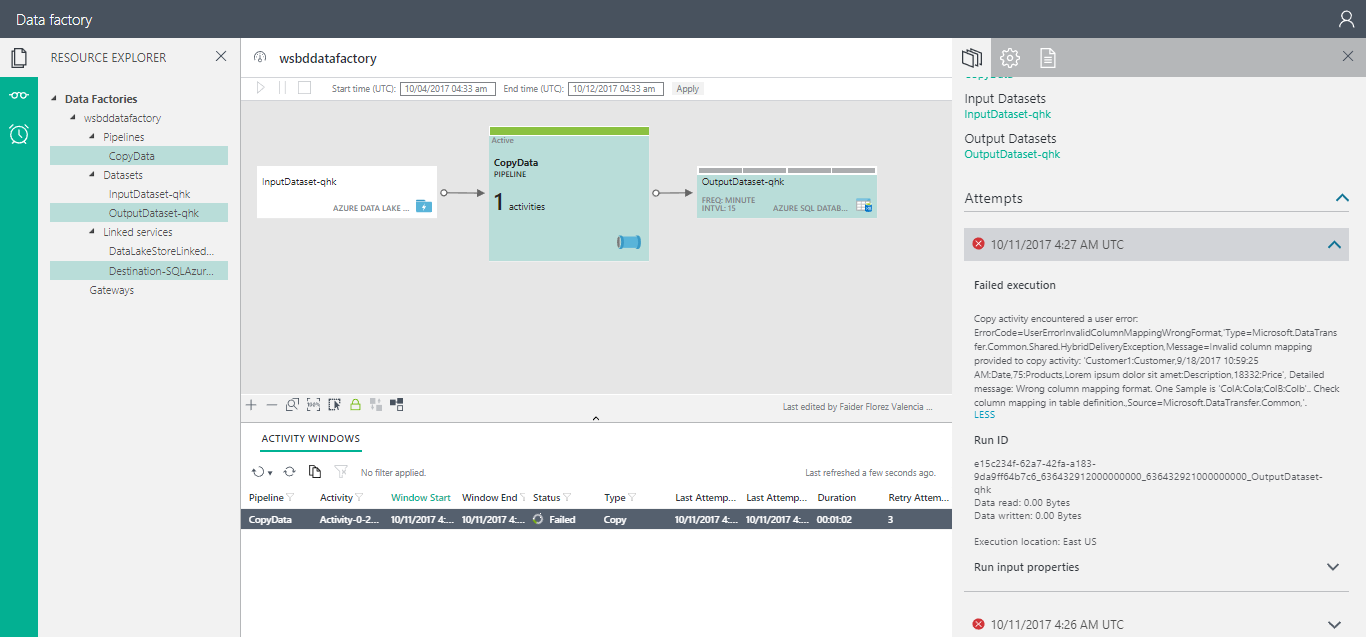 Data factory
RESOURCE EXPLORER
Data Factories
wsbddatafactory
Pipelines
CopyData
Datasets
InputDataset-qhk
OutputDataset-qhk
Linked services
DataLakeStoreLinked...
Destination-SQLAzur...
Gateways
wsbddatafactory
Start time (UTC): 10/04/2017 04:33 am End time (UTC): 10/12/2017 04:33 am Apply
InputDataset-qhk
AZURE DATA LAKE ...
Active
CopyData
PIPELINE
1 activities
OutputDataset-qhk
FREQ: MINUTE
INTVL: 15 AZURE SQL DATAB...
100%
Last edited by Faider Florez Valencia ...
ACTIVITY WINDOWS
No filter applied. Last refreshed a few seconds ago.
Pipeline Activity Window Start Window End Status Type Last Attemp... Last Attemp... Duration Retry Attem...
CopyData Activity-0-2... 10/11/2017 4:... 10/11/2017 4:... Failed Copy 10/11/2017 4:... 10/11/2017 4:... 00:01:02 3
CopyData
Input Datasets
InputDataset-qhk
Output Datasets
OutputDataset-qhk
Attempts
10/11/2017 4:27 AM UTC
Failed execution
Copy activity encountered a user error:
ErrorCode=UserErrorInvalidColumnMappingWrongFormat,'Type=Microsoft.DataTrans
fer.Common.Shared.HybridDeliveryException,Message=Invalid column mapping
provided to copy activity: 'Customer1:Customer,9/18/2017 10:59:25
AM:Date,75:Products,Lorem ipsum dolor sit amet:Description,18332:Price', Detailed
message: Wrong column mapping format. One Sample is 'ColA:Cola;ColB:Colb'.. Check
column mapping in table definition.,Source=Microsoft.DataTransfer.Common,'.
LESS
Run ID
e15c234f-62a7-42fa-a183-
9da9ff64b7c6_636432912000000000_636432921000000000_OutputDataset-
qhk
Data read: 0.00 Bytes
Data written: 0.00 Bytes
Execution location: East US
Run input properties
10/11/2017 4:26 AM UTC